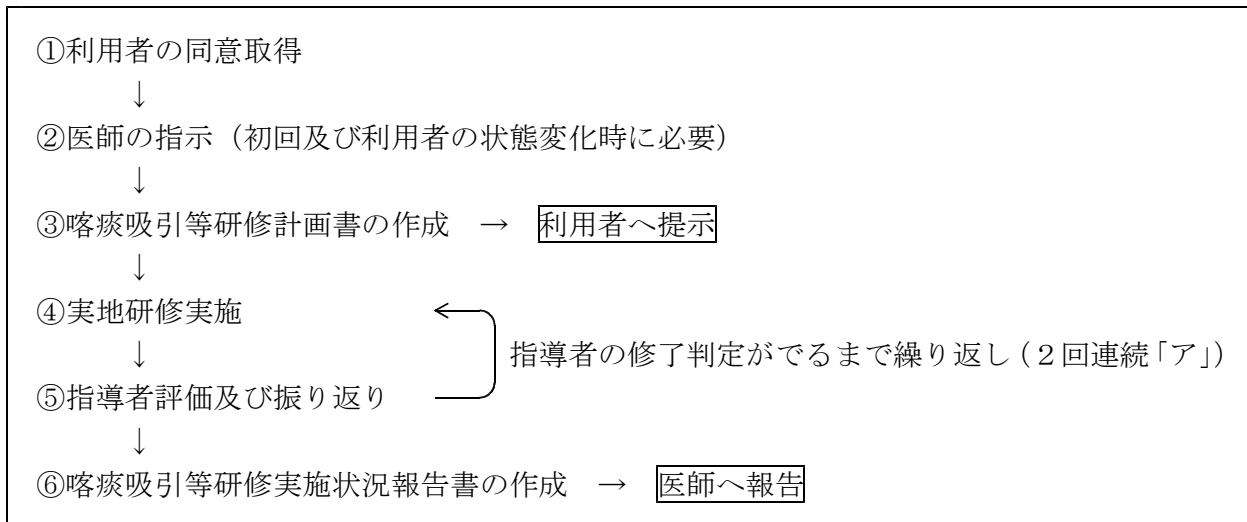 ①利用者の同意取得
↓
②医師の指示（初回及び利用者の状態変化時に必要）
↓
③喀痰吸引等研修計画書の作成　→　利用者へ提示
↓
④実地研修実施
↓　指導者の修了判定がでるまで繰り返し（２回連続「ア」）
⑤指導者評価及び振り返り
↓
⑥喀痰吸引等研修実施状況報告書の作成　→　医師へ報告